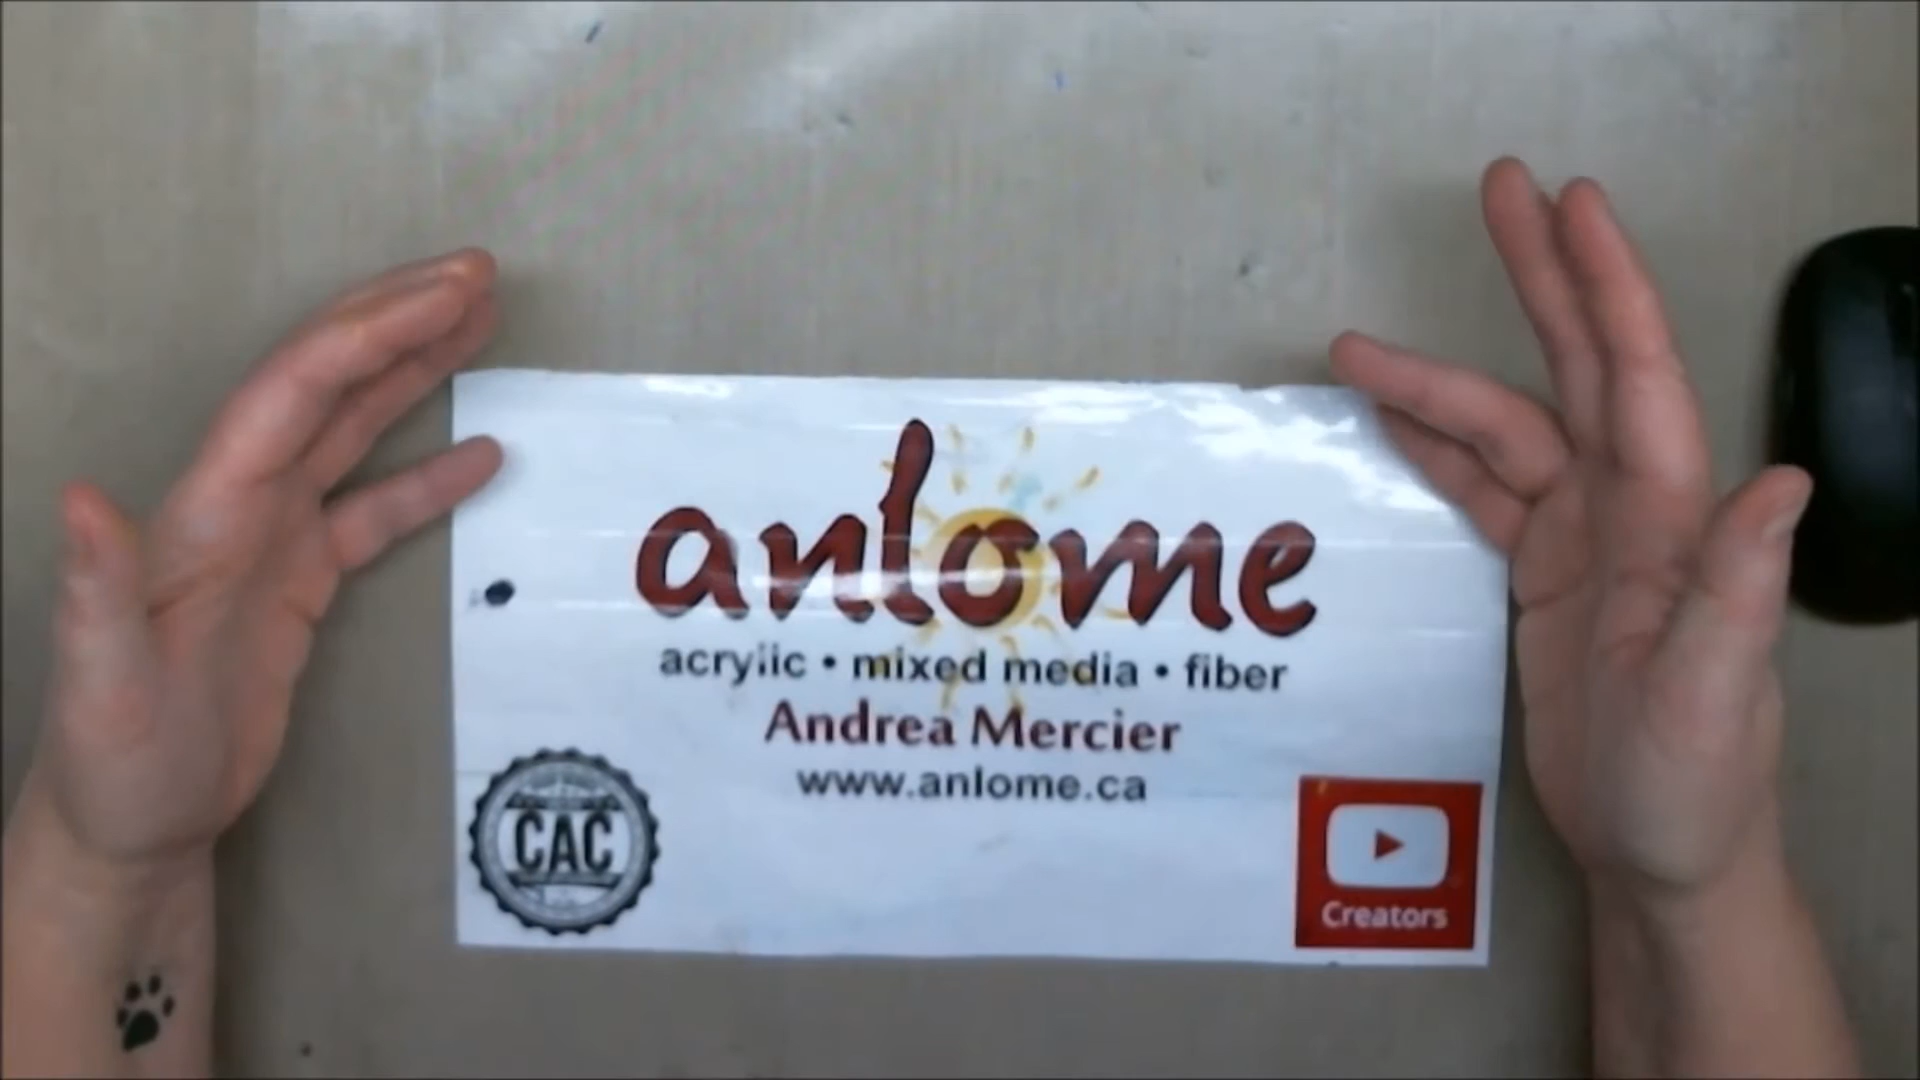 anlome
acrylic • mixed media • fiber
Andrea Mercier
www.anlome.ca
CAC
Creators